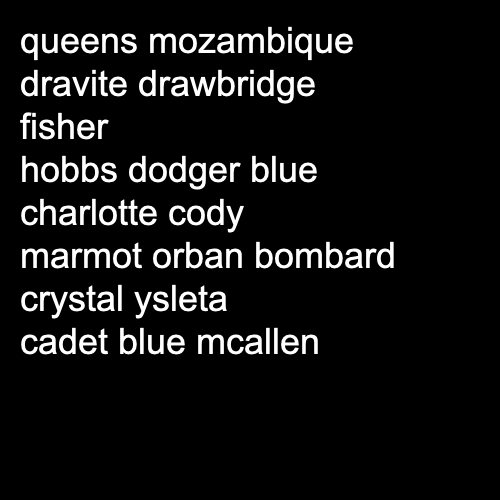 queens mozambique
dravite drawbridge
fisher
hobbs dodger blue
charlotte cody
marmot orban bombard
crystal ysleta
cadet blue mcallen